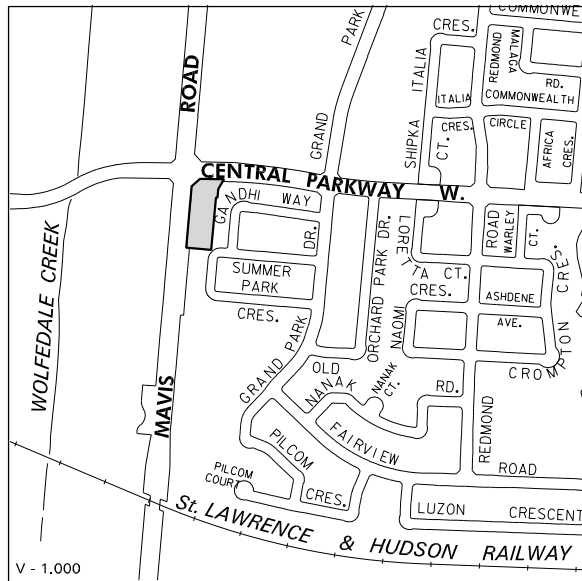 COMMONWE
CRES.
PARK
ROAD
ITALIA
REDMOND
MALAGA
RD.
ITALIA
COMMONWEALTH
GRAND
SHIPKA
CRES.
CIRCLE
CT.
AFRICA
CRES.
CENTRAL PARKWAY W.
GANDHI WAY
DR.
ORCHARD PARK DR.
LORETTA CT.
ROAD
WARLEY
CT.
CRES.
WOLFEDALE CREEK
SUMMER
PARK
CRES.
CRES.
NAOMI
ASHDENE
AVE.
CROMPTON
GRAND PARK
OLD
NANAK
NANAK
CT.
RD.
MAVIS
FAIRVIEW
REDMOND
ROAD
PILCOM
CRES.
PILCOM
COURT
LUZON CRESCENT
St. LAWRENCE & HUDSON RAILWAY
V - 1.000